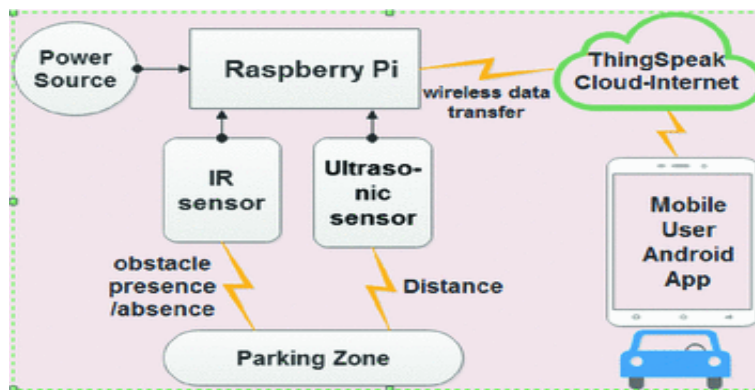 Power
Source
Raspberry Pi
ThingSpeak
Cloud-Internet
wireless data
transfer
IR
sensor
Ultraso-
nic
sensor
Mobile
User
Android
App
obstacle
presence
/absence
Distance
Parking Zone